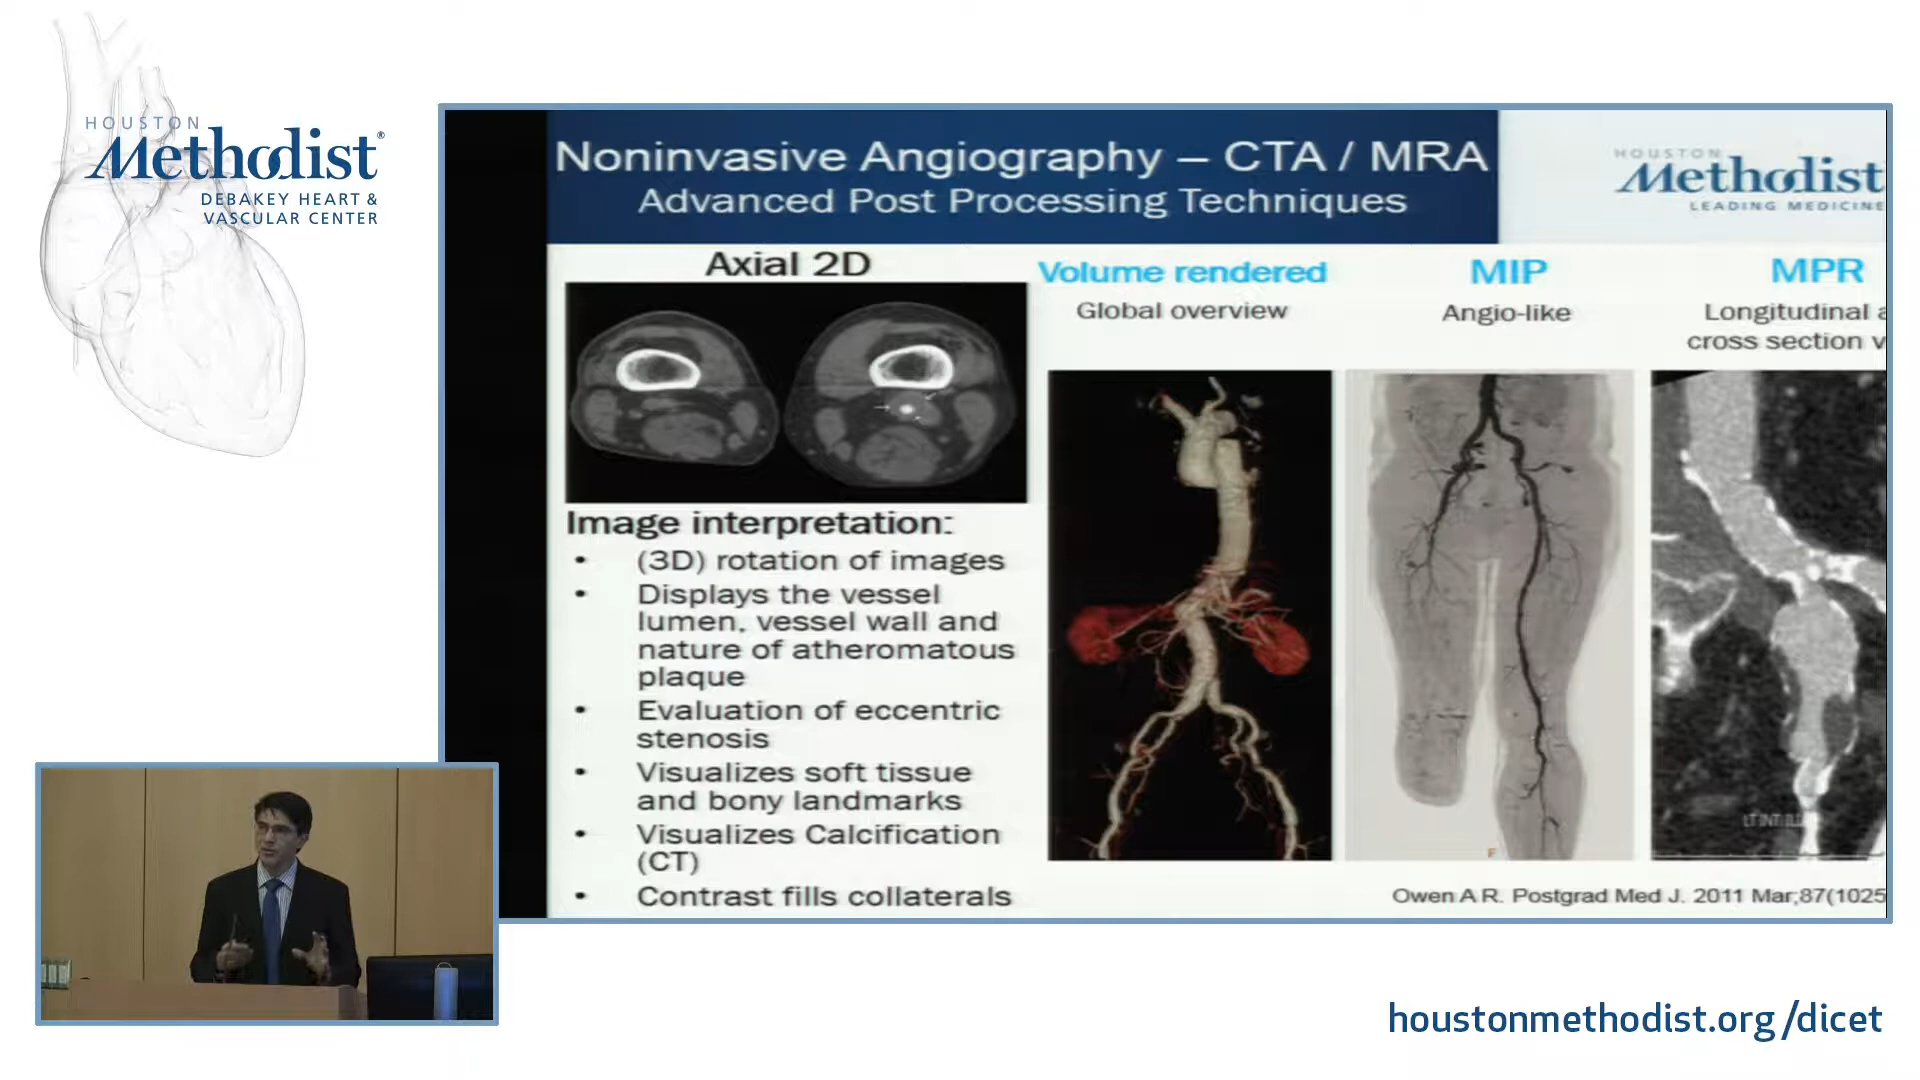 HOUSTON
Methodist®
DEBAKEY HEART &
VASCULAR CENTER
Noninvasive Angiography – CTA / MRA
Advanced Post Processing Techniques
HOUSTON
Methodist
LEADING MEDICINE
Axial 2D
Image interpretation:
• (3D) rotation of images
• Displays the vessel
lumen, vessel wall and
nature of atheromatous
plaque
• Evaluation of eccentric
stenosis
• Visualizes soft tissue
and bony landmarks
• Visualizes Calcification
(CT)
• Contrast fills collaterals
Volume rendered
Global overview
MIP
Angio-like
F
MPR
Longitudinal a
cross section v
LT INT
Owen A R. Postgrad Med J. 2011 Mar;87(1025
houstonmethodist.org/dicet